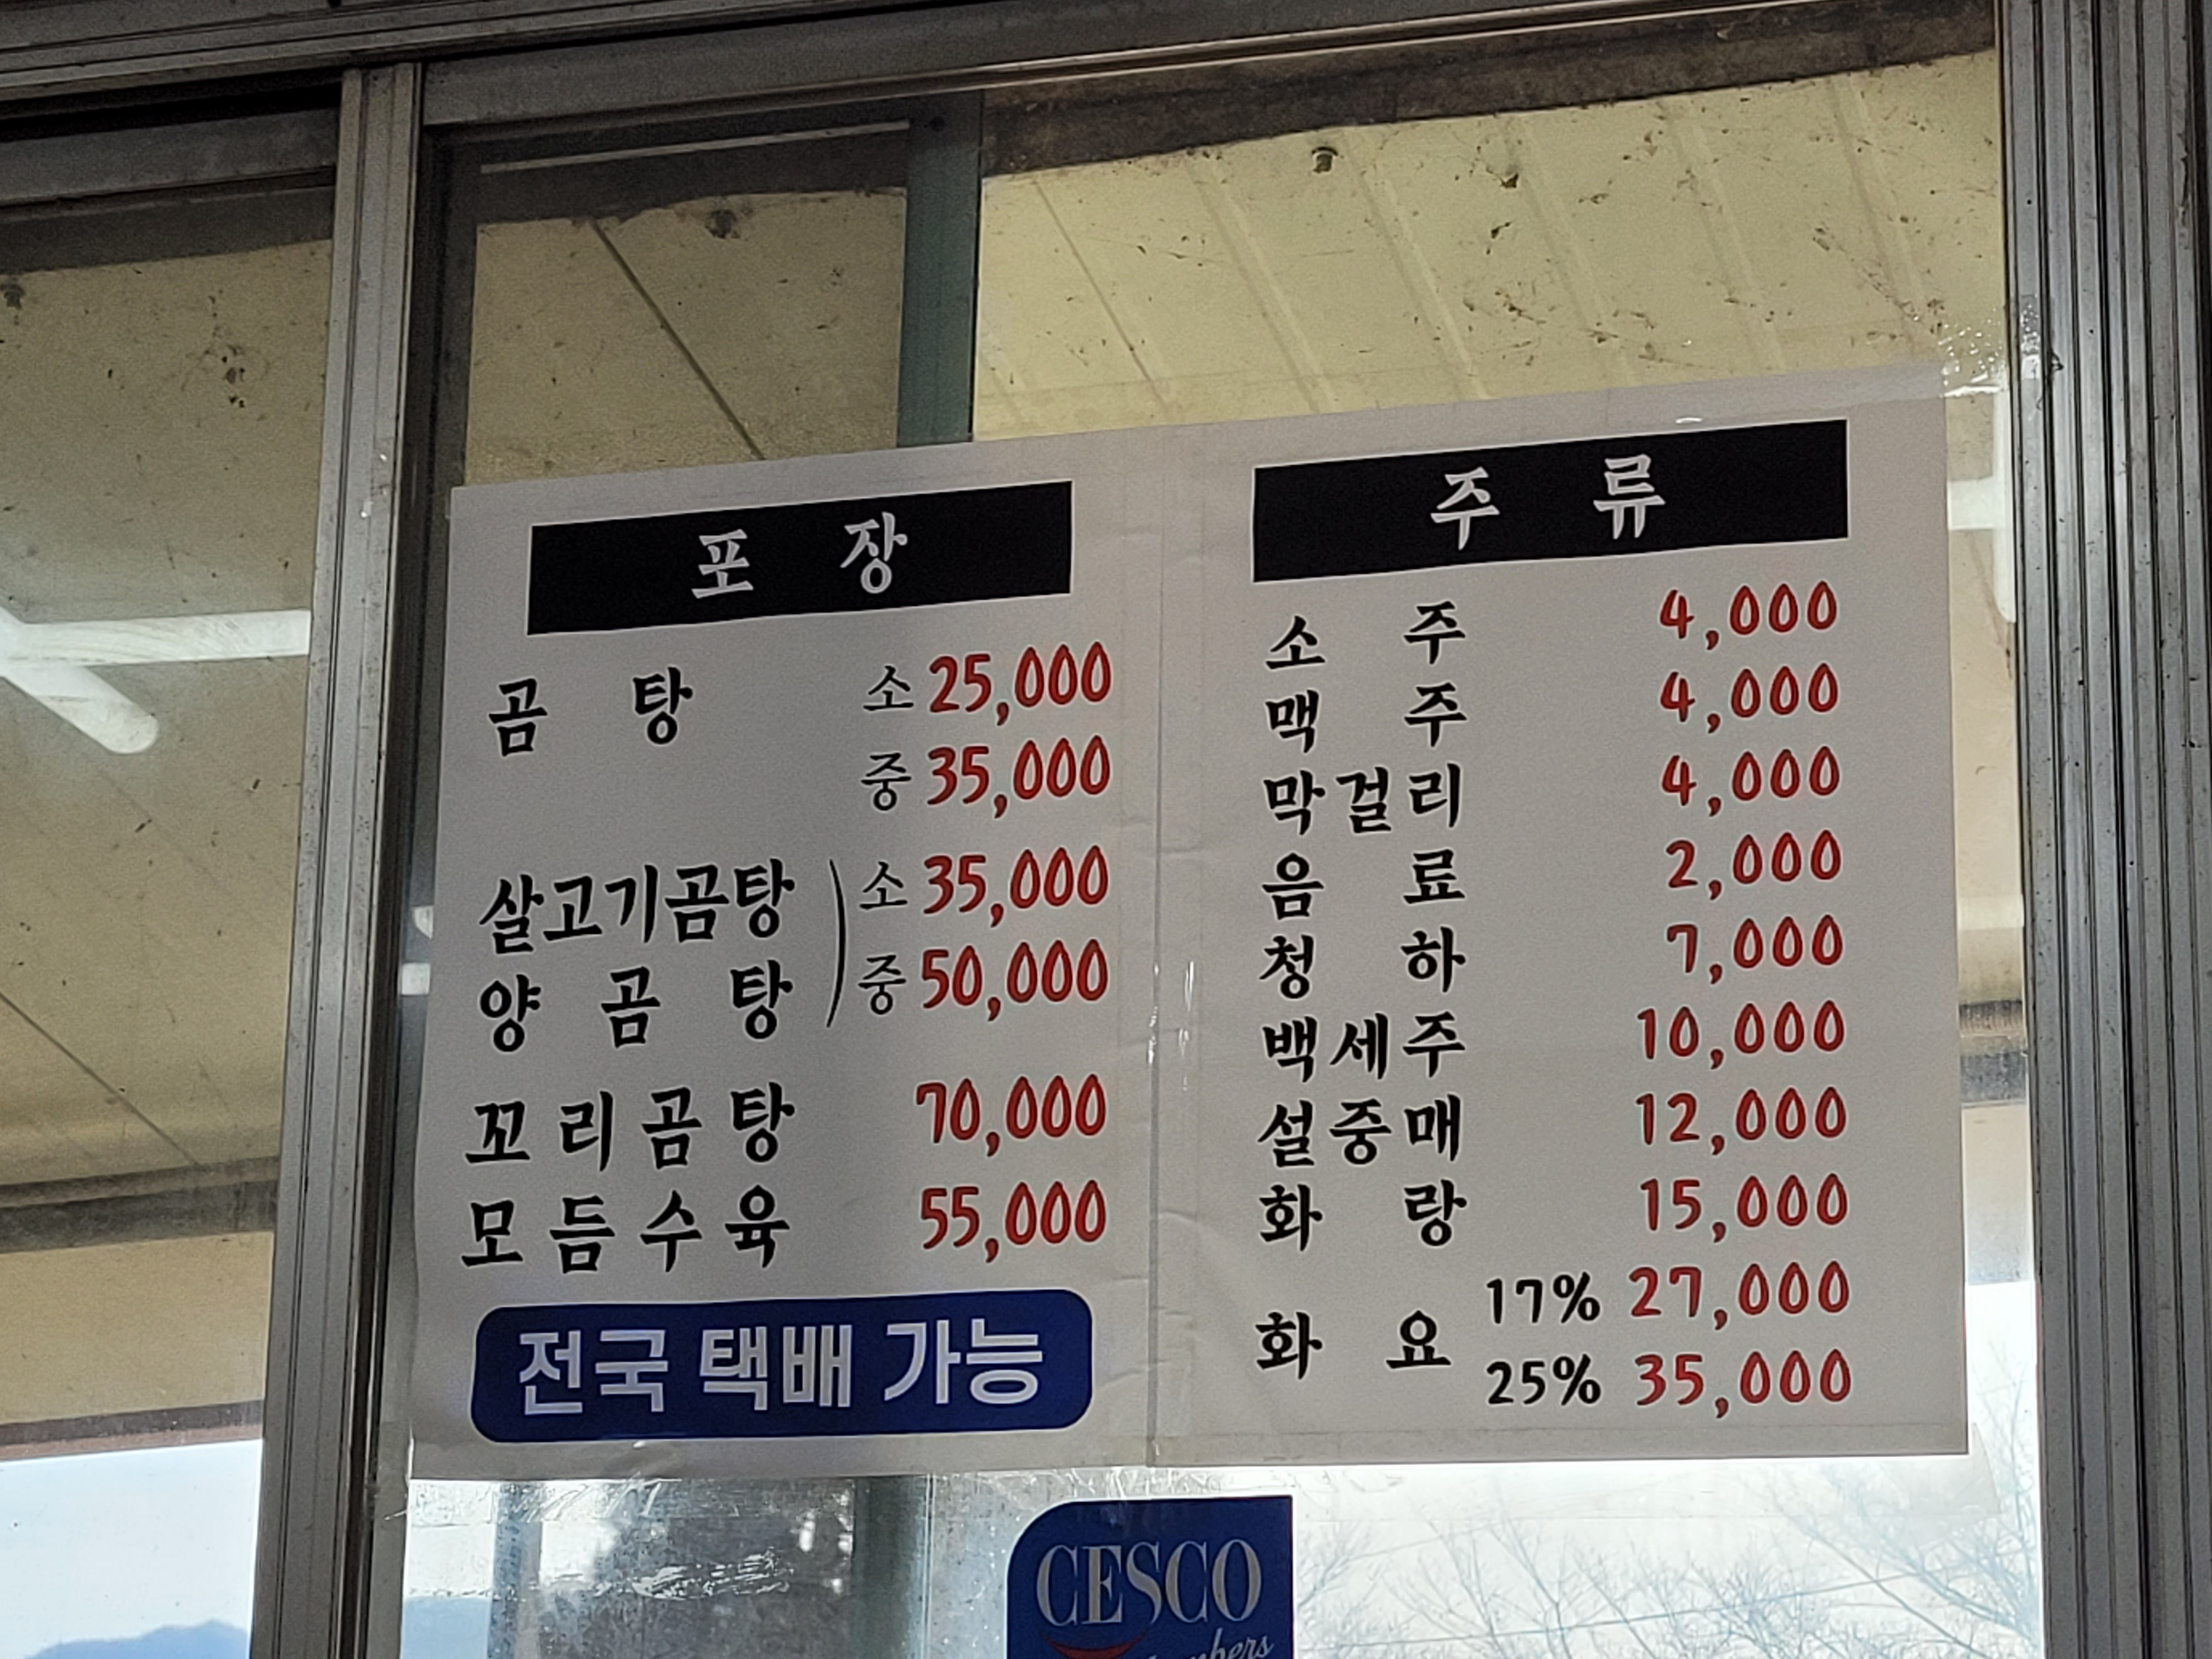 포 장
곰 탕 소 25,000
중 35,000
살고기곰탕 소 35,000
양 곰 탕 중 50,000
꼬리곰탕 70,000
모듬수육 55,000
전국 택배 가능
주 류
소 주 4,000
맥 주 4,000
막걸리 4,000
음 료 2,000
청 하 7,000
백세주 10,000
설중매 12,000
화 랑 15,000
화 요 17% 27,000
25% 35,000
CESCO